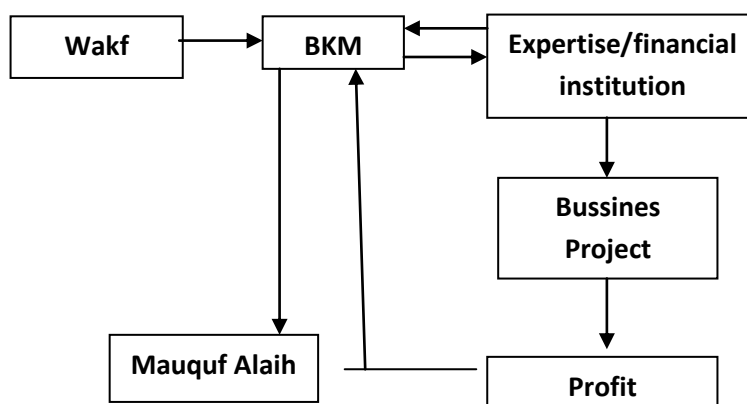 Wakf
BKM
Expertise/financial
institution
Bussines
Project
Mauquf Alaih
Profit